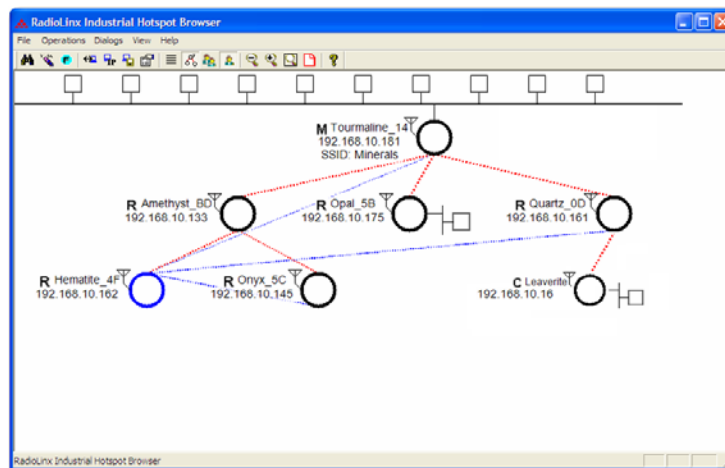 RadioLinx Industrial Hotspot Browser
File Operations Dialogs View Help
M Tourmaline_14
192.168.10.181
SSID: Minerals
R Amethyst_BD
192.168.10.133
R Opal_5B
192.168.10.175
R Quartz_0D
192.168.10.161
R Hematite_4F
192.168.10.162
R Onyx_5C
192.168.10.145
C Leaverite
192.168.10.16
RadioLinx Industrial Hotspot Browser